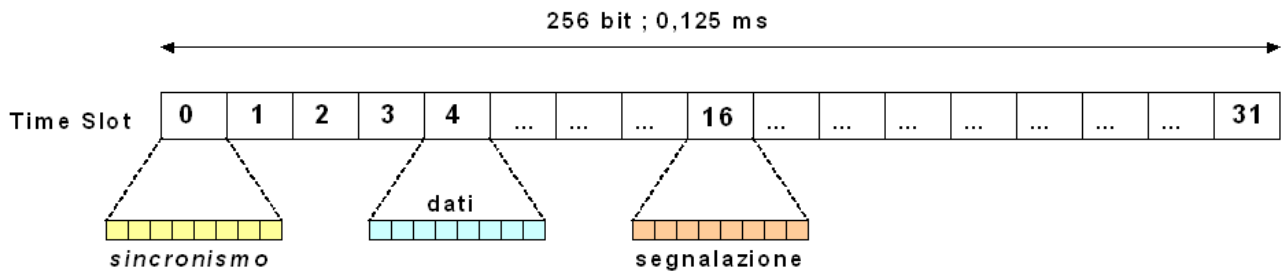 256 bit ; 0,125 ms
Time Slot 0 1 2 3 4 ... ... ... 16 ... ... ... ... ... ... ... 31
dati
sincronismo
segnalazione